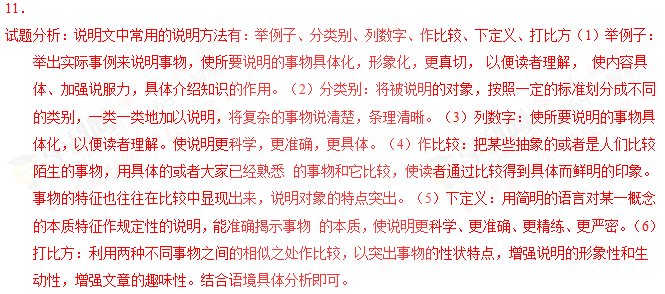 11.
试题分析：说明文中常用的说明方法有：举例子、分类别、列数字、作比较、下定义、打比方（1）举例子：
举出实际事例来说明事物，使所要说明的事物具体化，形象化，更真切， 以便读者理解， 使内容具
体、加强说服力，具体介绍知识的作用。（2）分类别：将被说明的对象，按照一定的标准划分成不同
的类别，一类一类地加以说明，将复杂的事物说清楚，条理清晰。（3）列数字：使所要说明的事物具
体化，以便读者理解。使说明更科学，更准确，更具体。（4）作比较：把某些抽象的或者是人们比较
陌生的事物，用具体的或者大家已经熟悉 的事物和它比较，使读者通过比较得到具体而鲜明的印象。
事物的特征也往往在比较中显现出来，说明对象的特点突出。（5）下定义：用简明的语言对某一概念
的本质特征作规定性的说明，能准确揭示事物 的本质，使说明更科学、更准确、更精练、更严密。（6）
打比方：利用两种不同事物之间的相似之处作比较，以突出事物的性状特点，增强说明的形象性和生
动性，增强文章的趣味性。结合语境具体分析即可。